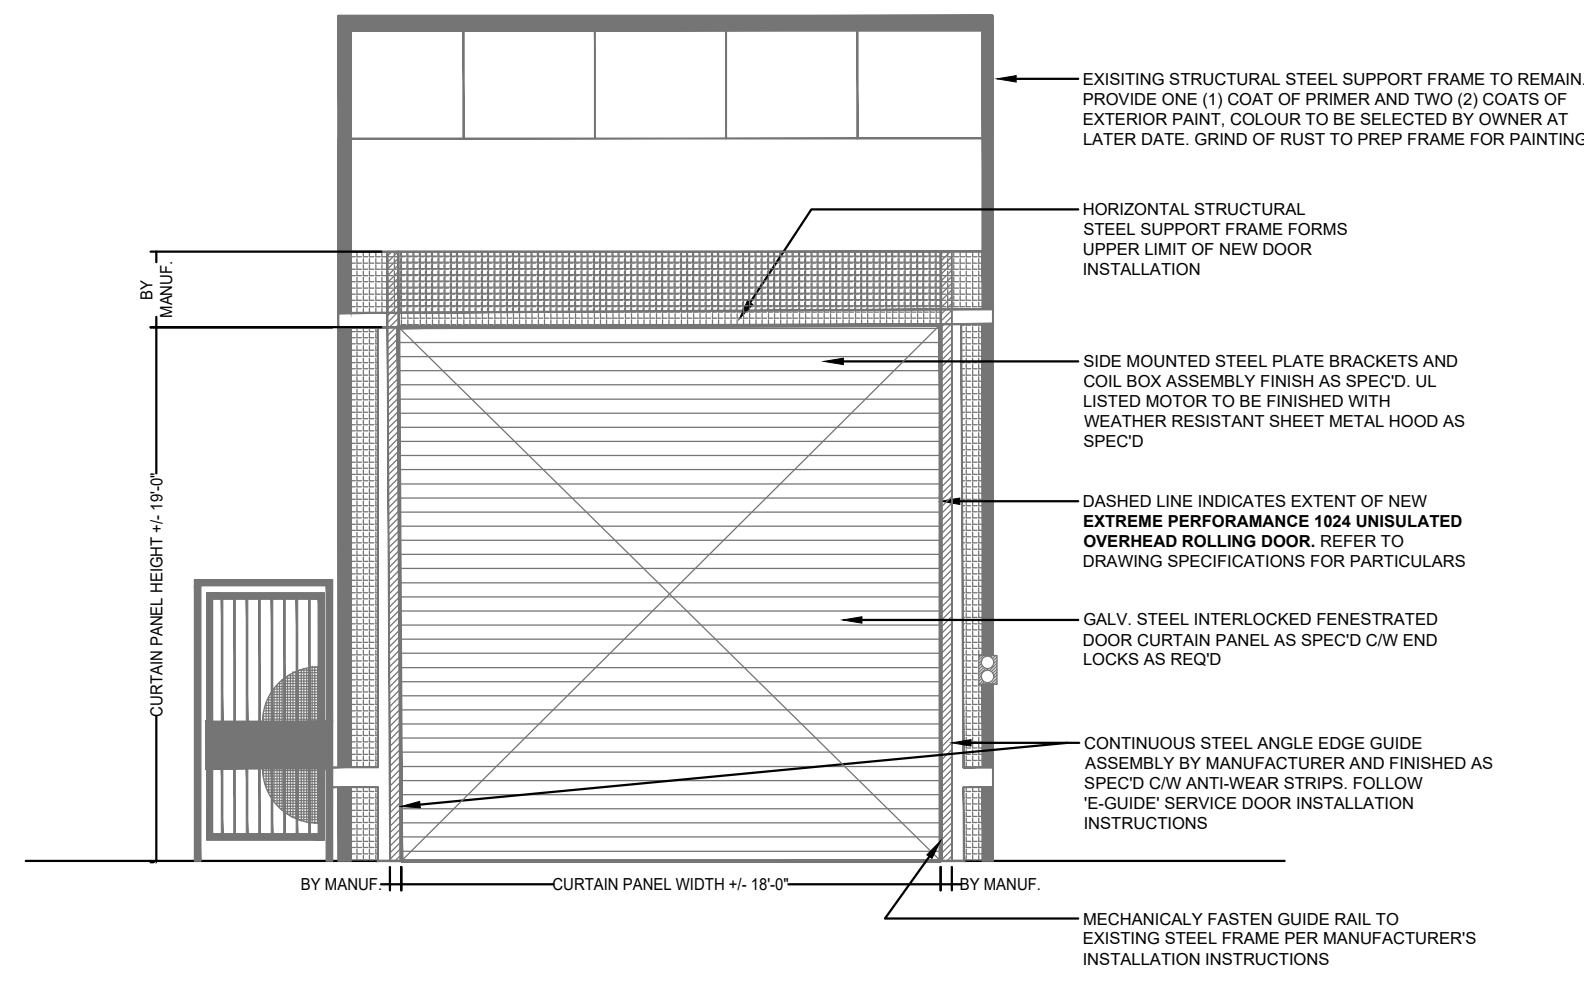 EXISITING STRUCTURAL STEEL SUPPORT FRAME TO REMAIN.
PROVIDE ONE (1) COAT OF PRIMER AND TWO (2) COATS OF
EXTERIOR PAINT, COLOUR TO BE SELECTED BY OWNER AT
LATER DATE. GRIND OF RUST TO PREP FRAME FOR PAINTING
HORIZONTAL STRUCTURAL
STEEL SUPPORT FRAME FORMS
UPPER LIMIT OF NEW DOOR
INSTALLATION
BY
MANUF.
SIDE MOUNTED STEEL PLATE BRACKETS AND
COIL BOX ASSEMBLY FINISH AS SPEC'D. UL
LISTED MOTOR TO BE FINISHED WITH
WEATHER RESISTANT SHEET METAL HOOD AS
SPEC'D
CURTAIN PANEL HEIGHT +/- 19'-0"
DASHED LINE INDICATES EXTENT OF NEW
EXTREME PERFORAMANCE 1024 UNISULATED
OVERHEAD ROLLING DOOR. REFER TO
DRAWING SPECIFICATIONS FOR PARTICULARS
GALV. STEEL INTERLOCKED FENESTRATED
DOOR CURTAIN PANEL AS SPEC'D C/W END
LOCKS AS REQ'D
CONTINUOUS STEEL ANGLE EDGE GUIDE
ASSEMBLY BY MANUFACTURER AND FINISHED AS
SPEC'D C/W ANTI-WEAR STRIPS. FOLLOW
'E-GUIDE' SERVICE DOOR INSTALLATION
INSTRUCTIONS
BY MANUF.
CURTAIN PANEL WIDTH +/- 18'-0"
BY MANUF.
MECHANICALY FASTEN GUIDE RAIL TO
EXISTING STEEL FRAME PER MANUFACTURER'S
INSTALLATION INSTRUCTIONS